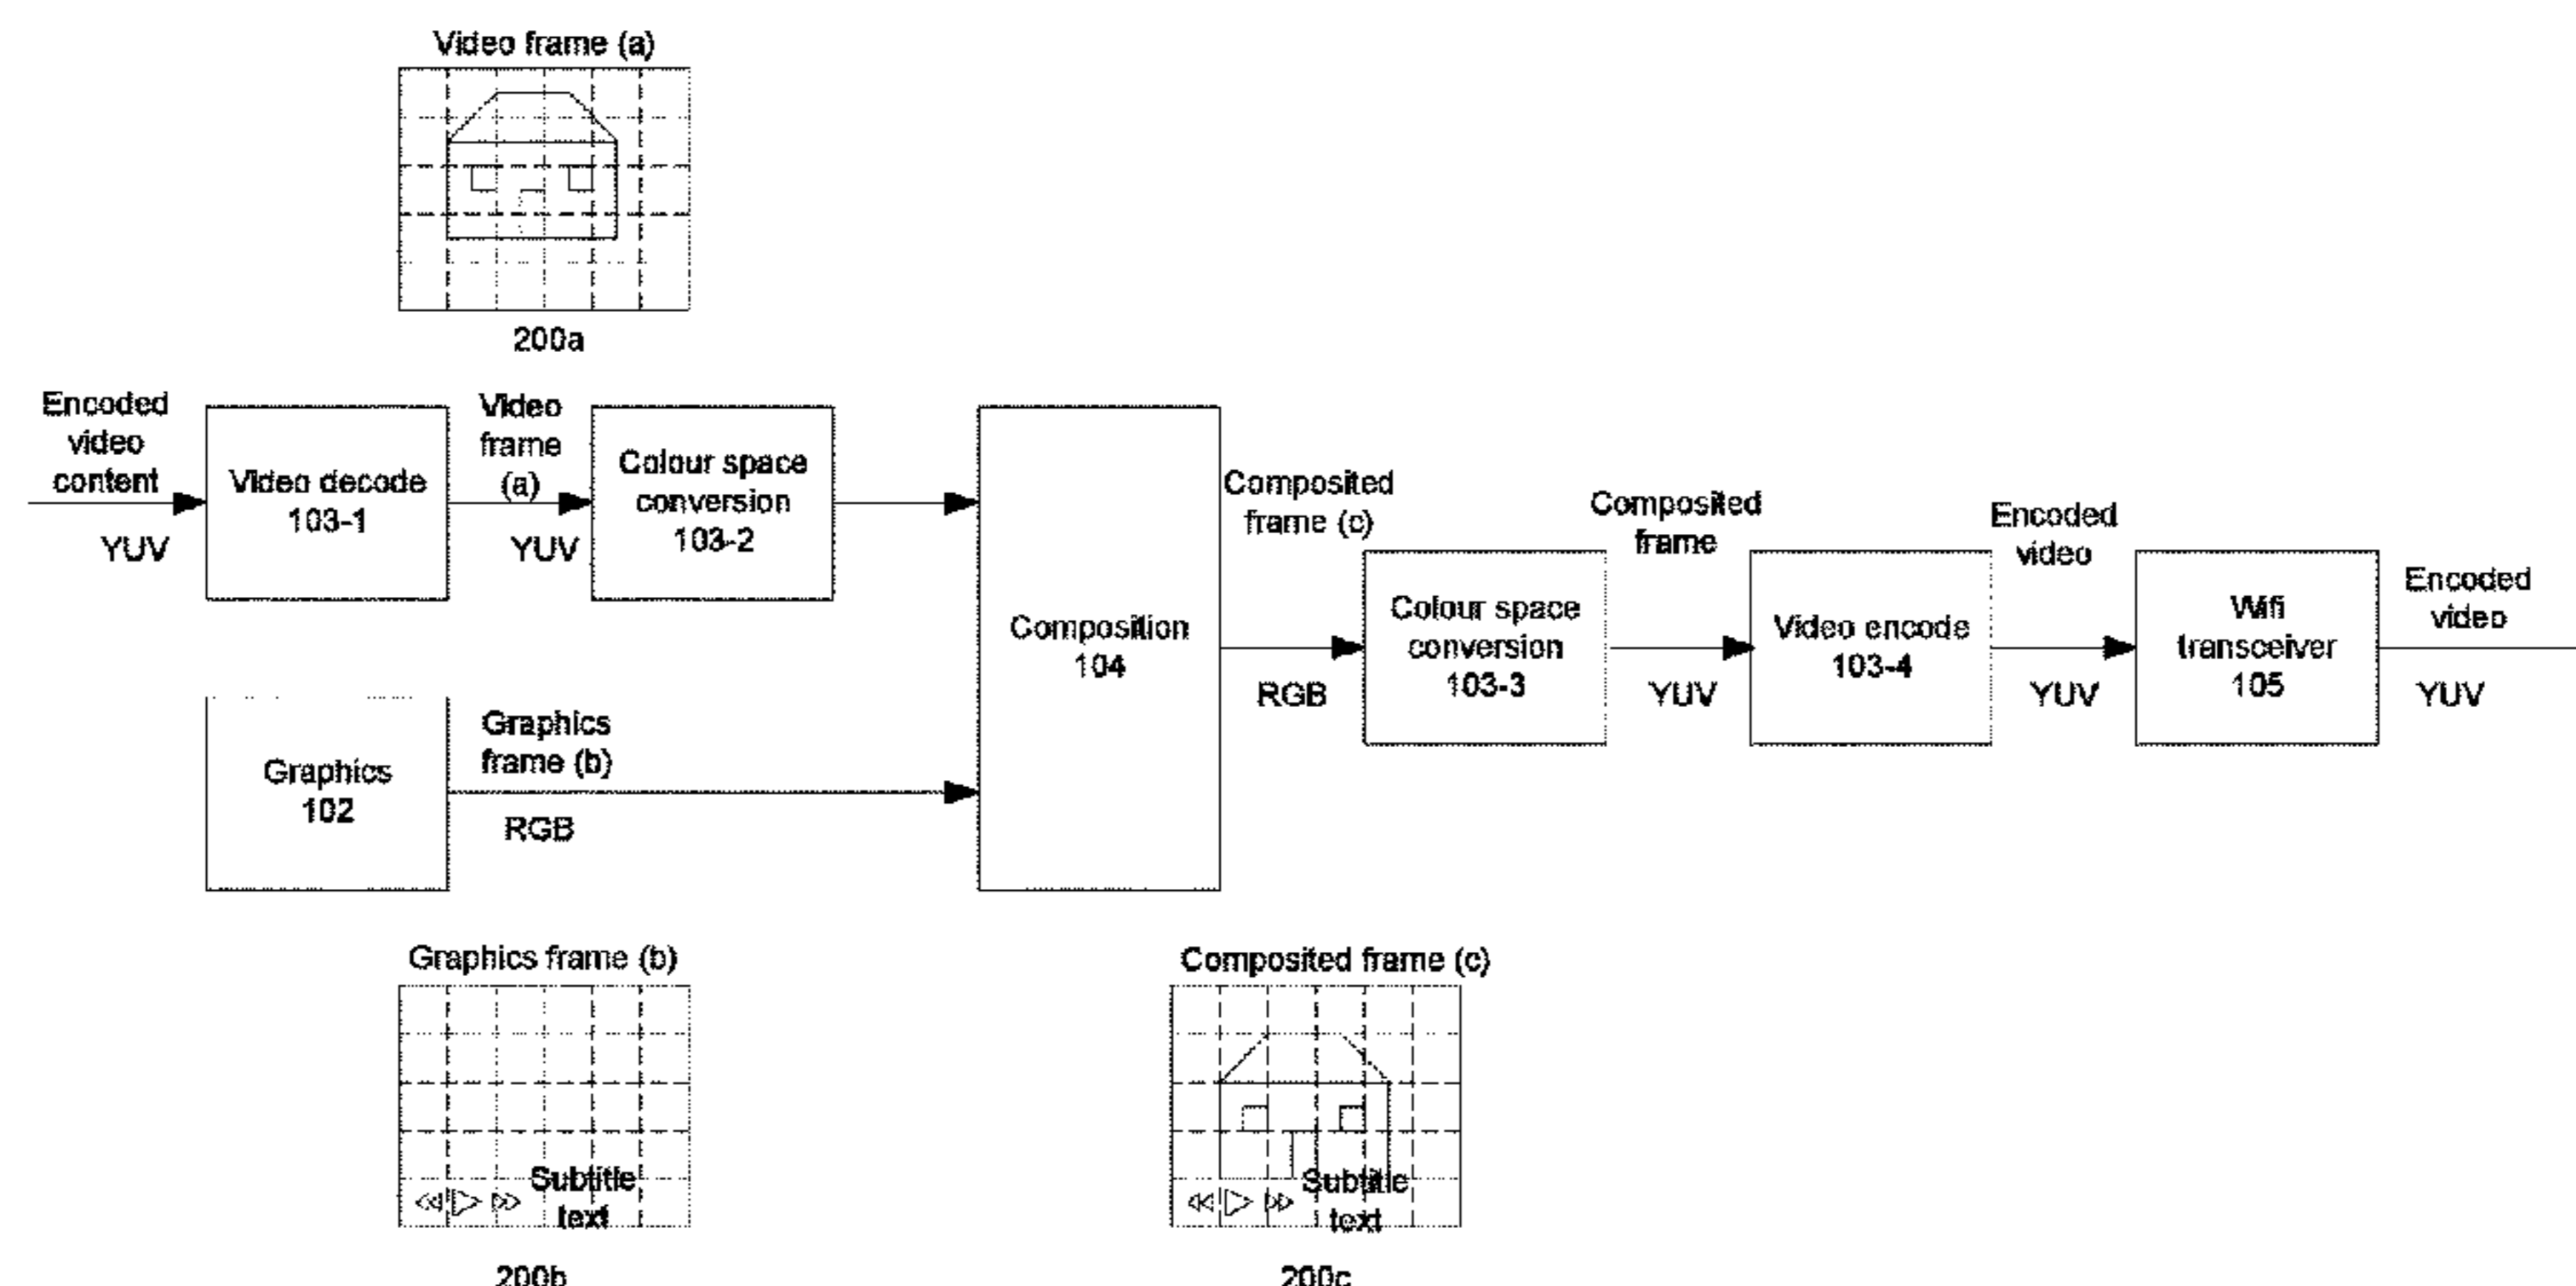 Video frame (a)
200a
Encoded
video
content
YUV
Video decode
103-1
Video
frame
(a)
YUV
Colour space
conversion
103-2
Graphics
102
Graphics
frame (b)
RGB
Composition
104
Composited
frame (c)
RGB
Colour space
conversion
103-3
Composited
frame
YUV
Video encode
103-4
Encoded
video
YUV
Wifi
transceiver
105
Encoded
video
YUV
Graphics frame (b)
Subtitle
text
200b
Composited frame (c)
Subtitle
text
200c